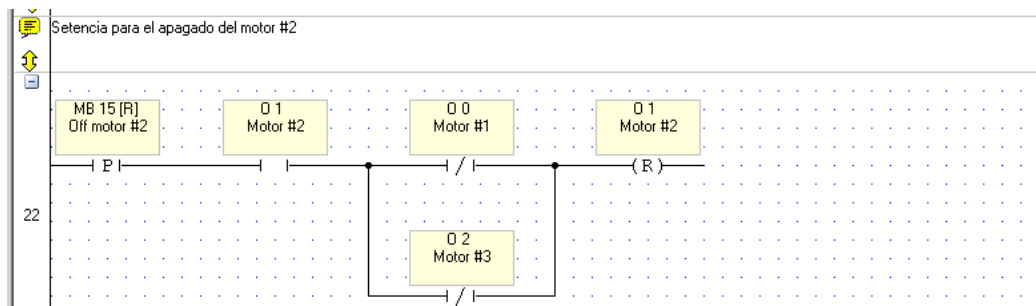 Setencia para el apagado del motor #2
MB 15 [R]
Off motor #2
O 1
Motor #2
O 0
Motor #1
O 1
Motor #2
P
/
(R)
22
O 2
Motor #3
/